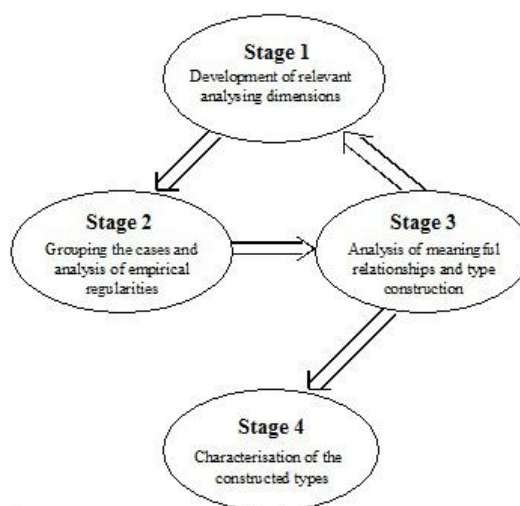 Stage 1
Development of relevant
analysing dimensions
Stage 2
Grouping the cases and
analysis of empirical
regularities
Stage 3
Analysis of meaningful
relationships and type
construction
Stage 4
Characterisation of the
constructed types